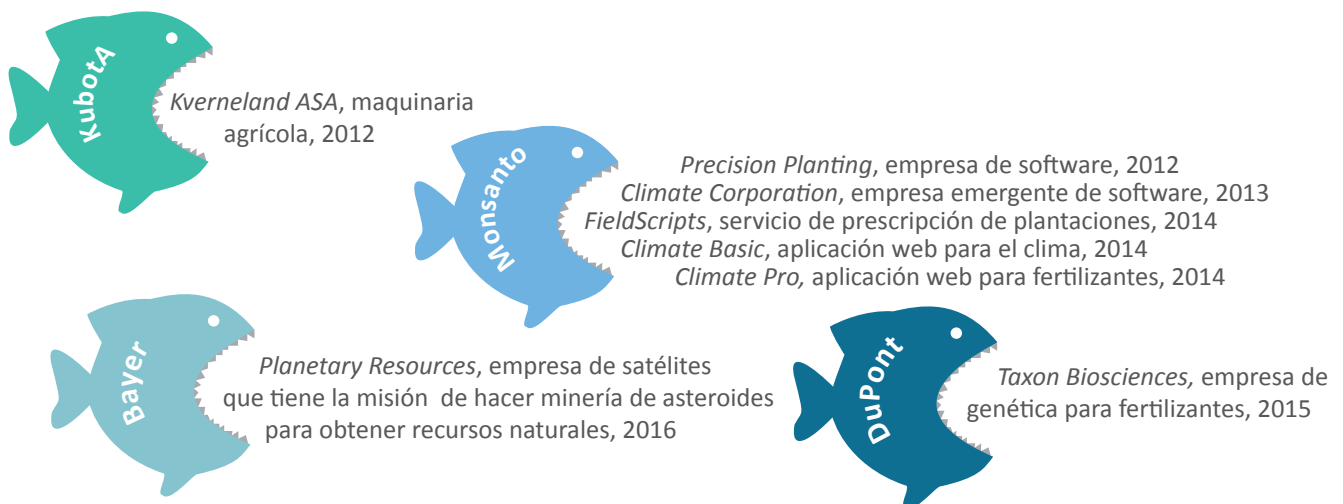 KubotA
Kverneland ASA, maquinaria
agrícola, 2012
Monsanto
Precision Planting, empresa de software, 2012
Climate Corporation, empresa emergente de software, 2013
FieldScripts, servicio de prescripción de plantaciones, 2014
Climate Basic, aplicación web para el clima, 2014
Climate Pro, aplicación web para fertilizantes, 2014
Bayer
Planetary Resources, empresa de satélites
que tiene la misión de hacer minería de asteroides
para obtener recursos naturales, 2016
DuPont
Taxon Biosciences, empresa de
genética para fertilizantes, 2015